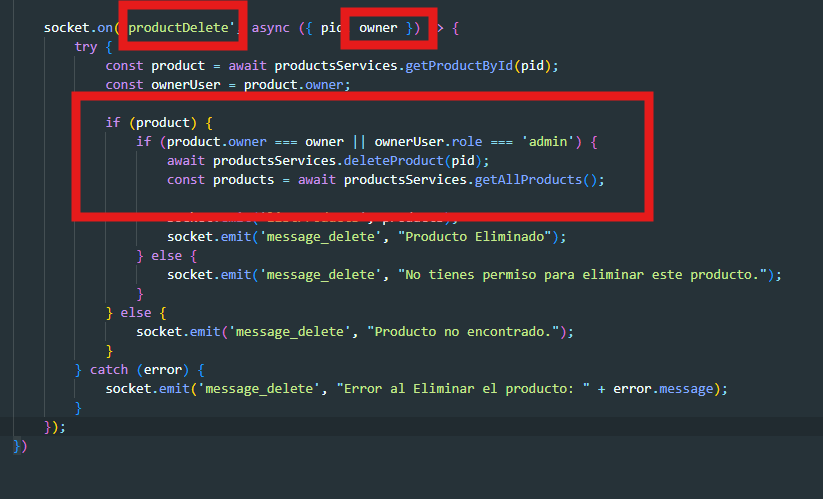 socket.on('productDelete', async ({ pid, owner }) => {
try {
const product = await productsServices.getProductById(pid);
const ownerUser = product.owner;
if (product) {
if (product.owner === owner || ownerUser.role === 'admin') {
await productsServices.deleteProduct(pid);
const products = await productsServices.getAllProducts();
socket.emit(
socket.emit('message_delete', "Producto Eliminado");
} else {
socket.emit('message_delete', "No tienes permiso para eliminar este producto.");
}
} else {
socket.emit('message_delete', "Producto no encontrado.");
}
} catch (error) {
socket.emit('message_delete', "Error al Eliminar el producto: " + error.message);
}
});
})